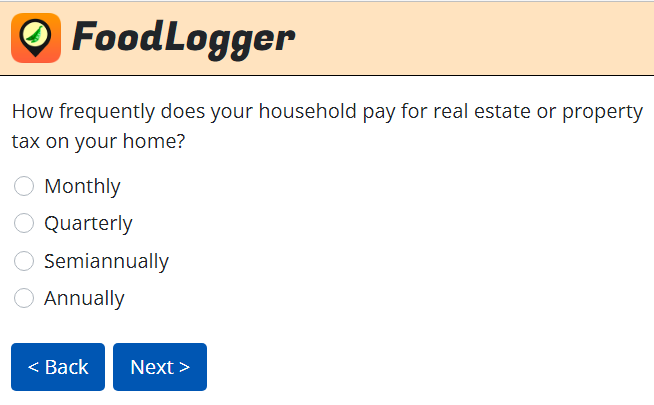 FoodLogger
How frequently does your household pay for real estate or property
tax on your home?
Monthly
Quarterly
Semiannually
Annually
< Back
Next >